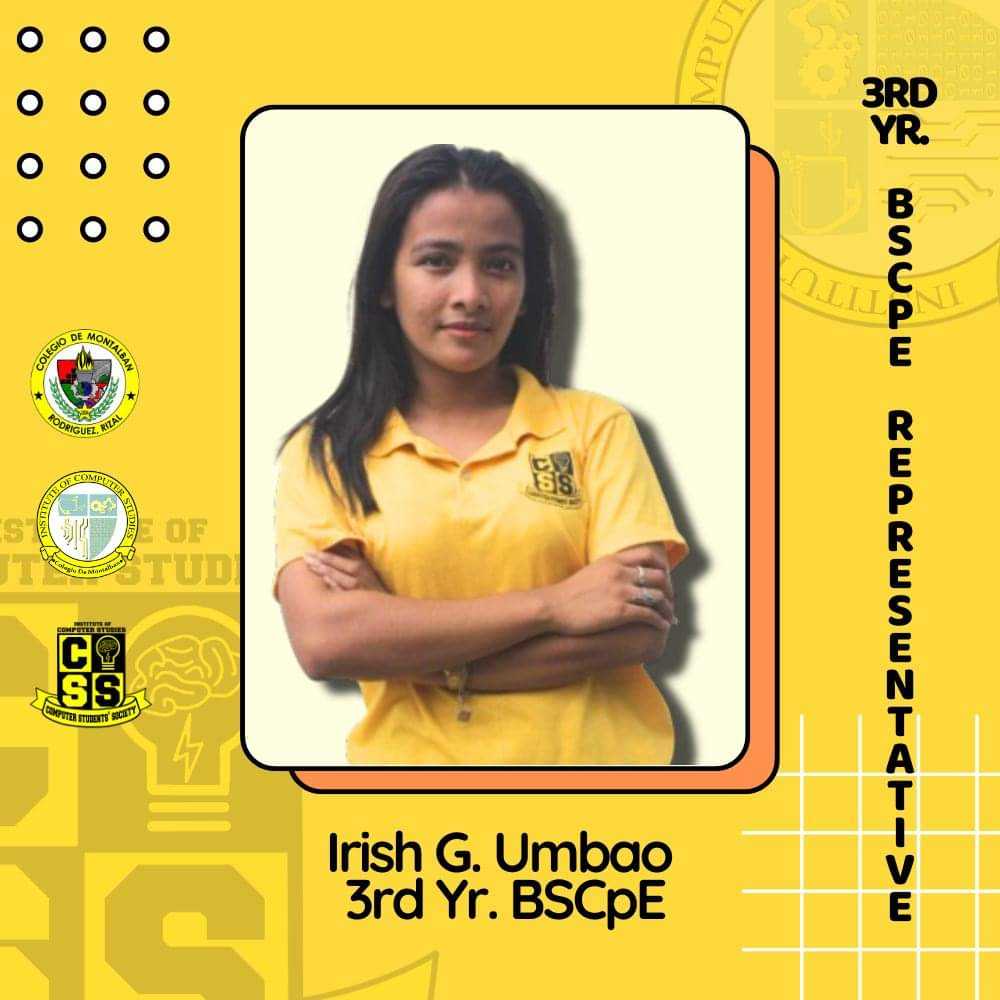 3RD
YR.
BSCPE
REPRESENTATIVE
COLEGIO DE MONTALBAN
RODRIGUEZ, RIZAL
INSTITUTE OF COMPUTER STUDIES
Colegio De Montalban
INSTITUTE OF
COMPUTER STUDIES
C
S S
COMPUTER STUDENTS' SOCIETY
C
S S
Irish G. Umbao
3rd Yr. BSCpE